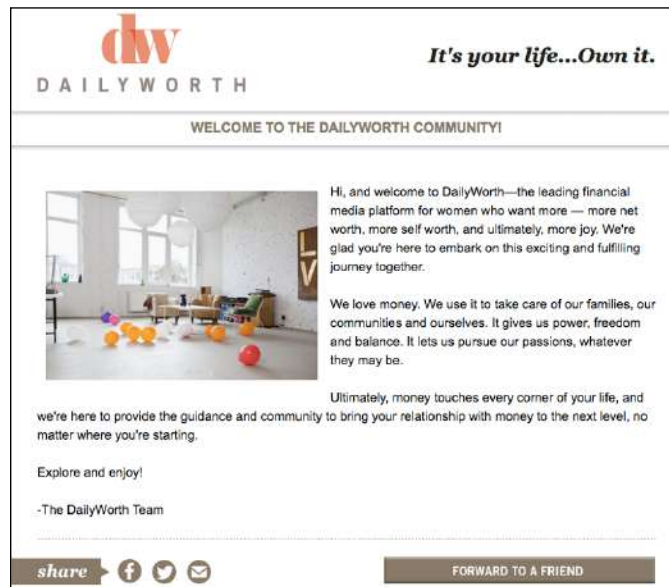 dw
DAILYWORTH
It's your life...Own it.
WELCOME TO THE DAILYWORTH COMMUNITY!
Hi, and welcome to DailyWorth—the leading financial
media platform for women who want more — more net
worth, more self worth, and ultimately, more joy. We're
glad you're here to embark on this exciting and fulfilling
journey together.
We love money. We use it to take care of our families, our
communities and ourselves. It gives us power, freedom
and balance. It lets us pursue our passions, whatever
they may be.
Ultimately, money touches every corner of your life, and
we're here to provide the guidance and community to bring your relationship with money to the next level, no
matter where you're starting.
Explore and enjoy!
-The DailyWorth Team
share
FORWARD TO A FRIEND